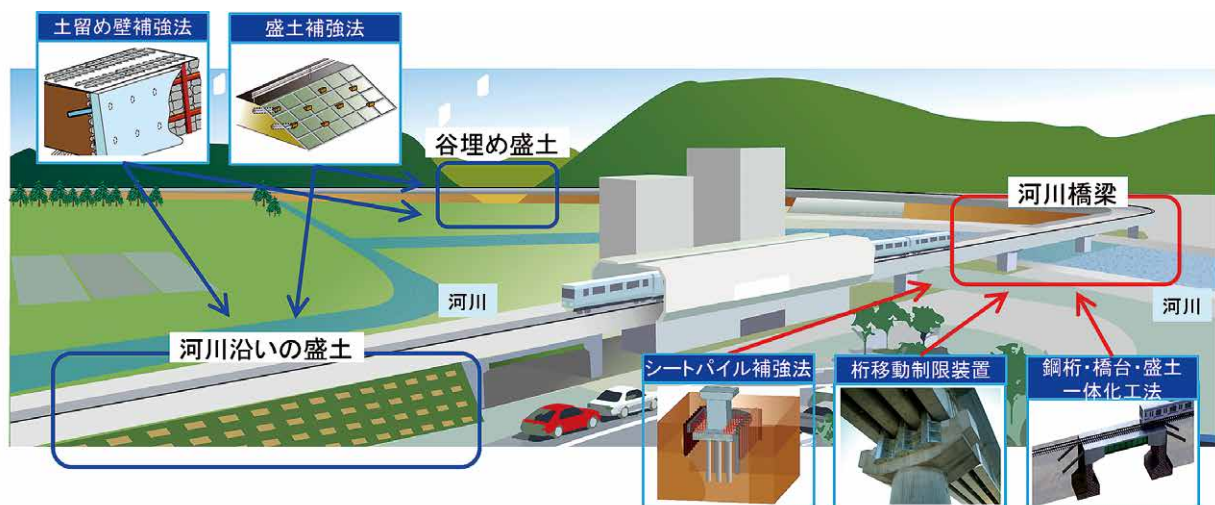 土留め壁補強法
盛土補強法
谷埋め盛土
河川橋梁
河川
河川
河川沿いの盛土
シートパイル補強法
桁移動制限装置
鋼桁・橋台・盛土
一体化工法